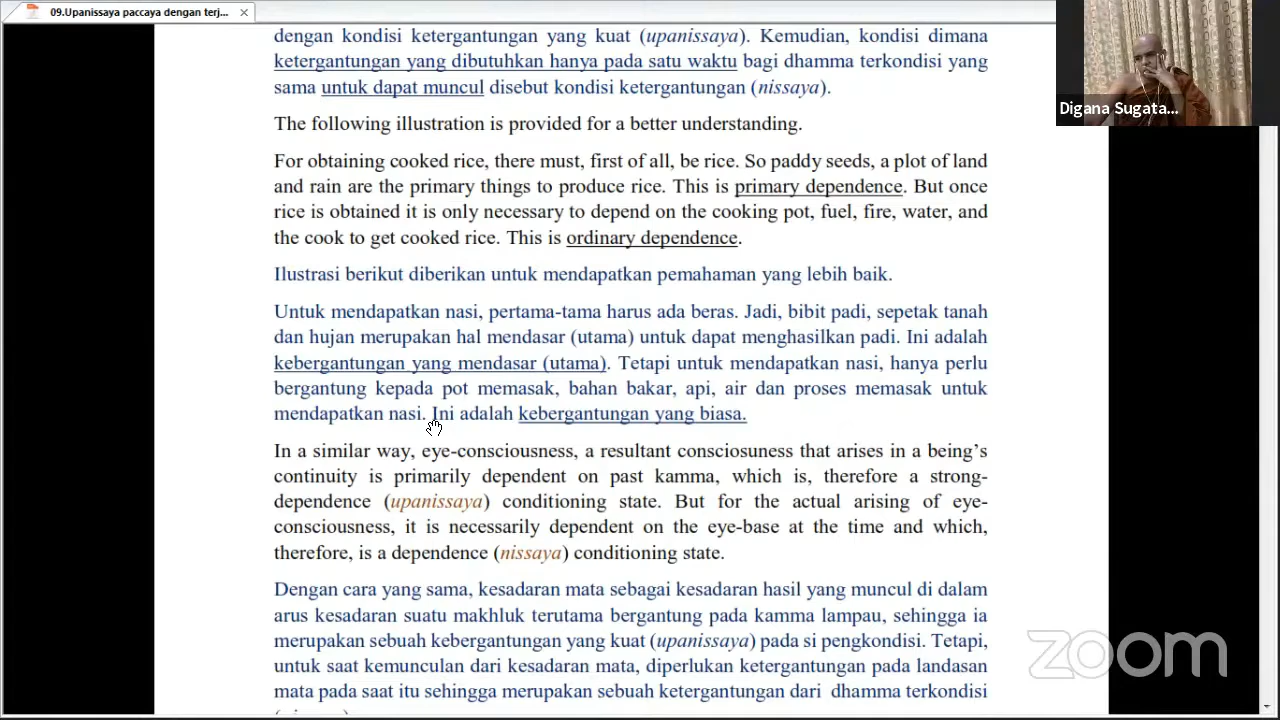 09.Upanissaya paccaya dengan terj...
dengan kondisi ketergantungan yang kuat (upanissaya). Kemudian, kondisi dimana
ketergantungan yang dibutuhkan hanya pada satu waktu bagi dhamma terkondisi yang
sama untuk dapat muncul disebut kondisi ketergantungan (nissaya).
The following illustration is provided for a better understanding.
For obtaining cooked rice, there must, first of all, be rice. So paddy seeds, a plot of land
and rain are the primary things to produce rice. This is primary dependence. But once
rice is obtained it is only necessary to depend on the cooking pot, fuel, fire, water, and
the cook to get cooked rice. This is ordinary dependence.
Ilustrasi berikut diberikan untuk mendapatkan pemahaman yang lebih baik.
Untuk mendapatkan nasi, pertama-tama harus ada beras. Jadi, bibit padi, sepetak tanah
dan hujan merupakan hal mendasar (utama) untuk dapat menghasilkan padi. Ini adalah
kebergantungan yang mendasar (utama). Tetapi untuk mendapatkan nasi, hanya perlu
bergantung kepada pot memasak, bahan bakar, api, air dan proses memasak untuk
mendapatkan nasi. Ini adalah kebergantungan yang biasa.
In a similar way, eye-consciousness, a resultant consciosuness that arises in a being's
continuity is primarily dependent on past kamma, which is, therefore a strong-
dependence (upanissaya) conditioning state. But for the actual arising of eye-
consciousness, it is necessarily dependent on the eye-base at the time and which,
therefore, is a dependence (nissaya) conditioning state.
Dengan cara yang sama, kesadaran mata sebagai kesadaran hasil yang muncul di dalam
arus kesadaran suatu makhluk terutama bergantung pada kamma lampau, sehingga ia
merupakan sebuah kebergantungan yang kuat (upanissaya) pada si pengkondisi. Tetapi,
untuk saat kemunculan dari kesadaran mata, diperlukan ketergantungan pada landasan
mata pada saat itu sehingga merupakan sebuah ketergantungan dari dhamma terkondisi
Digana Sugata...
zoom